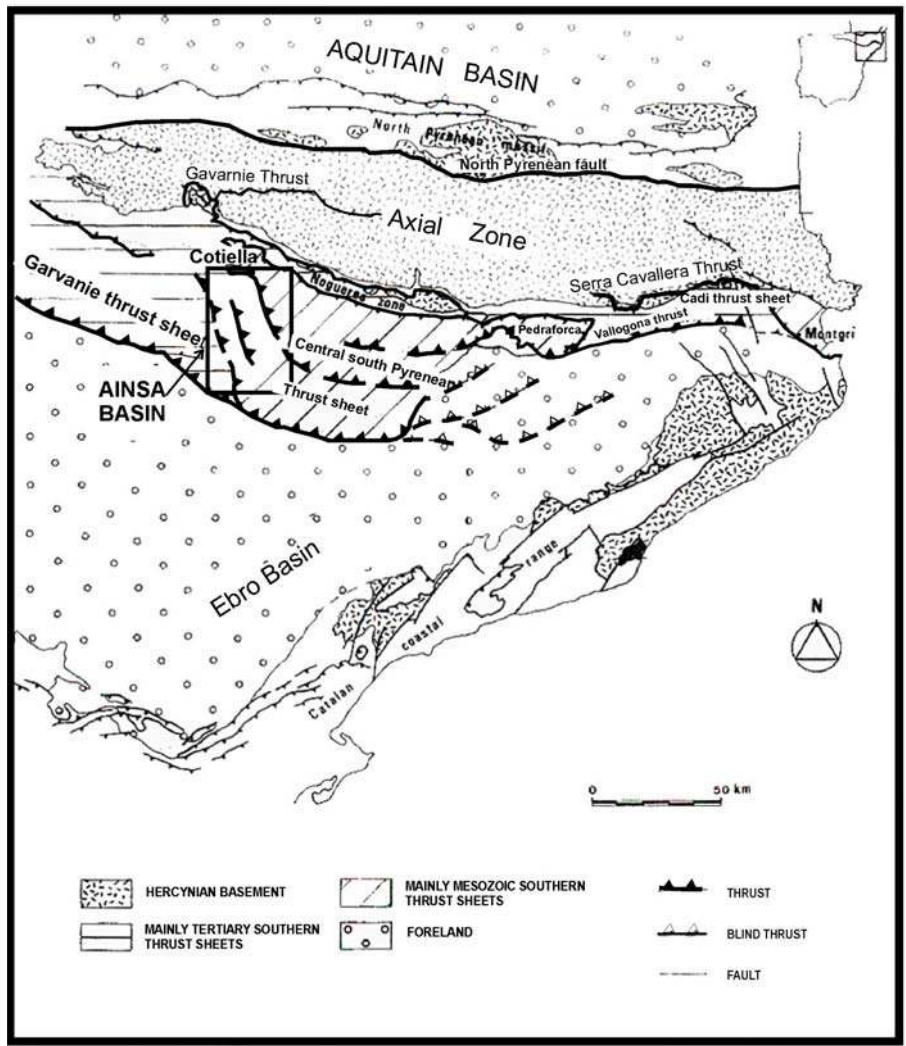 AQUITAIN BASIN
North pyrenean massif
North Pyrenean fault
Gavarnie Thrust
Axial Zone
Cotiella
Nogueres zone
Serra Cavallera Thrust
Cadi thrust sheet
Garvanie thrust sheet
Pedraforca
Vallogona thrust
Montgri
Central south Pyrenean
Thrust sheet
AINSA
BASIN
Ebro Basin
Catalan coastal range
N
0 50 km
HERCYNIAN BASEMENT
MAINLY MESOZOIC SOUTHERN
THRUST SHEETS
THRUST
MAINLY TERTIARY SOUTHERN
THRUST SHEETS
FORELAND
BLIND THRUST
FAULT